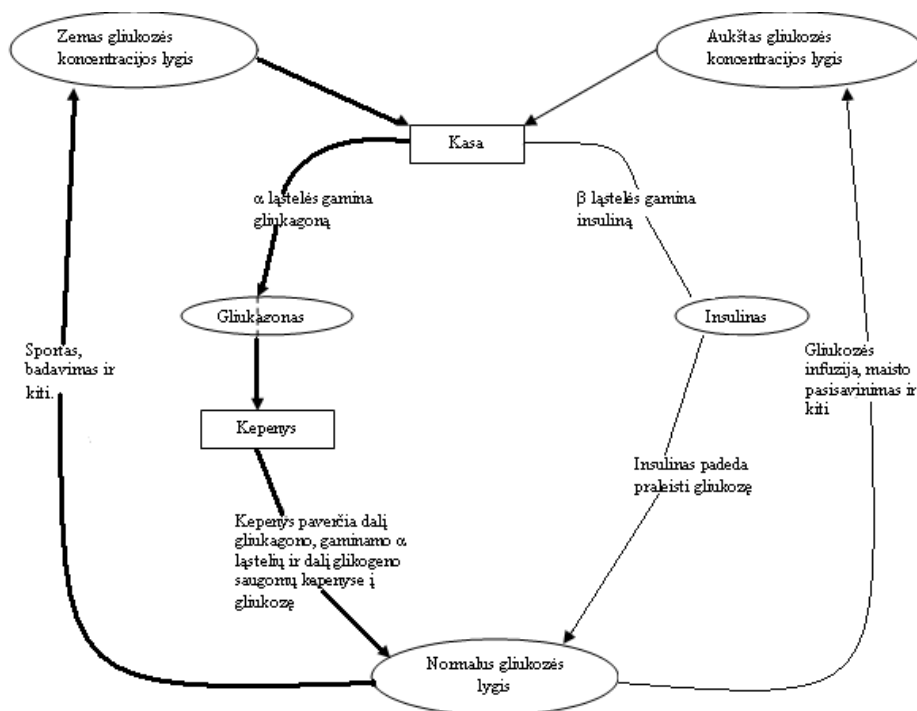 Zemas gliukozės
koncentracijos lygis
Aukštas gliukozės
koncentracijos lygis
Kasa
α ląstelės gamina
gliukagoną
β ląstelės gamina
insuliną
Gliukagonas
Insulinas
Sportas,
badavimas ir
kiti.
Gliukozės
infuzija, maisto
pasisavinimas ir
kiti
Kepenys
Insulinas padeda
praleisti gliukozę
Kepenys paverčia dalį
gliukagono, gaminamo α
ląstelių ir dalį glikogeno
saugomų kepenyse į
gliukozę
Normalus gliukozės
lygis